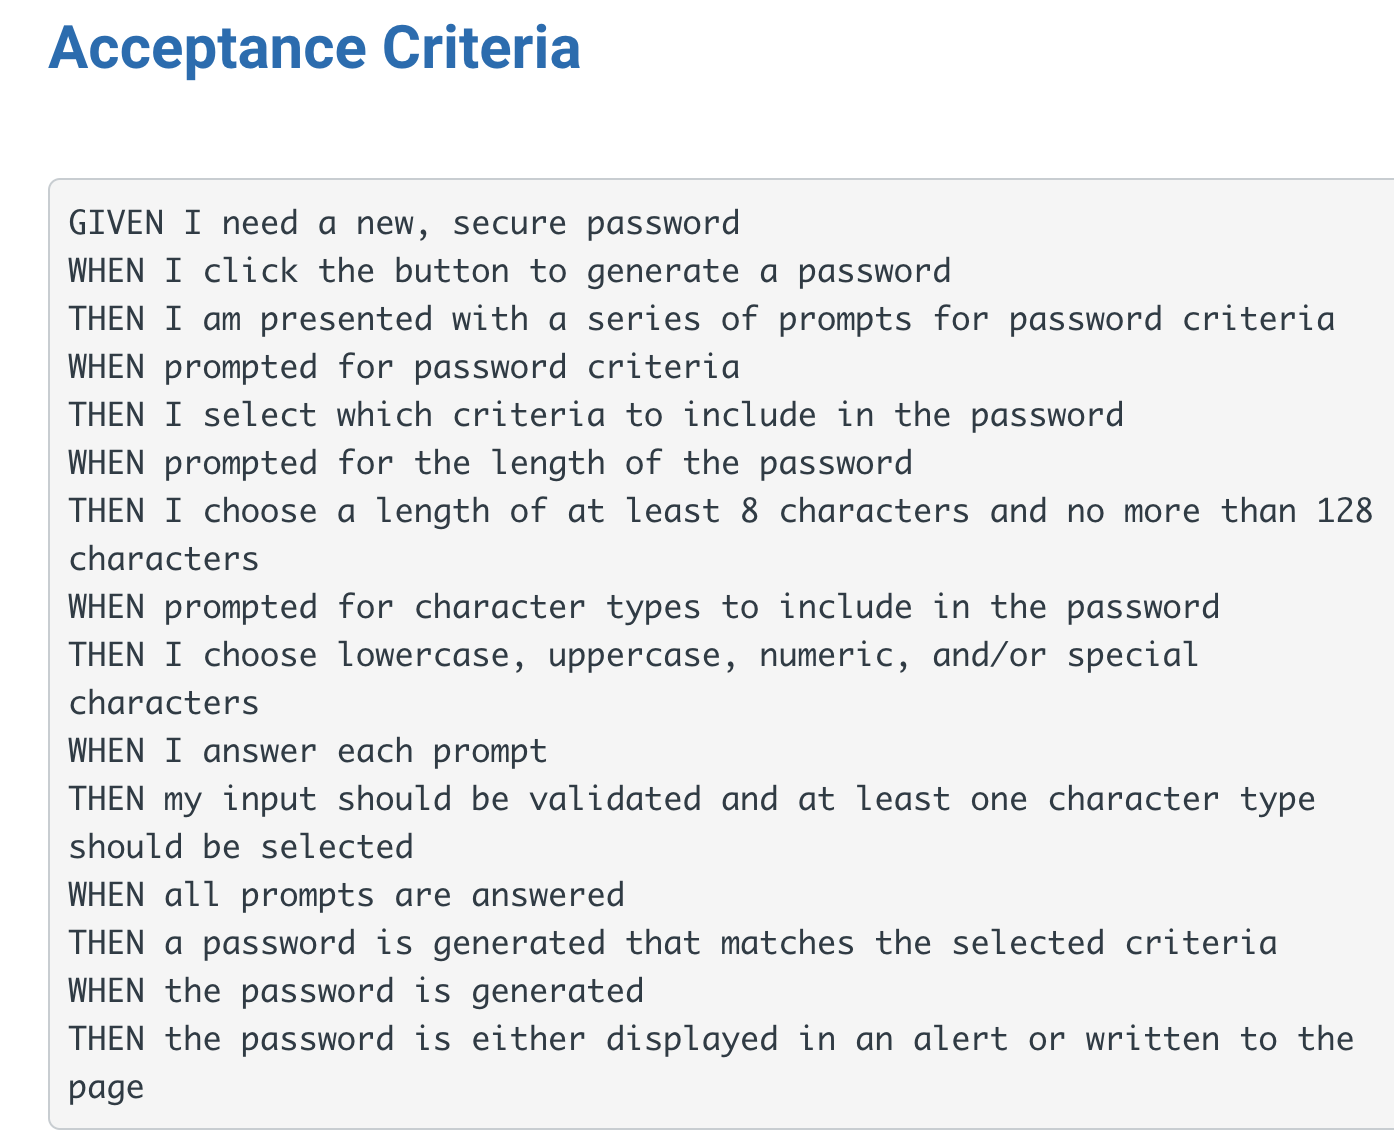 Acceptance Criteria
GIVEN I need a new, secure password
WHEN I click the button to generate a password
THEN I am presented with a series of prompts for password criteria
WHEN prompted for password criteria
THEN I select which criteria to include in the password
WHEN prompted for the length of the password
THEN I choose a length of at least 8 characters and no more than 128
characters
WHEN prompted for character types to include in the password
THEN I choose lowercase, uppercase, numeric, and/or special
characters
WHEN I answer each prompt
THEN my input should be validated and at least one character type
should be selected
WHEN all prompts are answered
THEN a password is generated that matches the selected criteria
WHEN the password is generated
THEN the password is either displayed in an alert or written to the
page